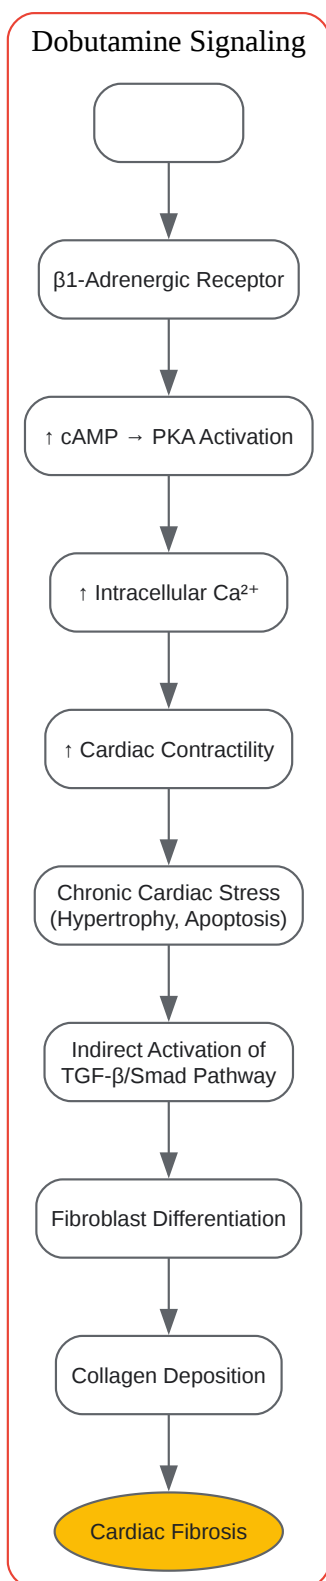 Dobutamine Signaling
β1-Adrenergic Receptor
↑ cAMP → PKA Activation
↑ Intracellular Ca²⁺
↑ Cardiac Contractility
Chronic Cardiac Stress
(Hypertrophy, Apoptosis)
Indirect Activation of
TGF-β/Smad Pathway
Fibroblast Differentiation
Collagen Deposition
Cardiac Fibrosis